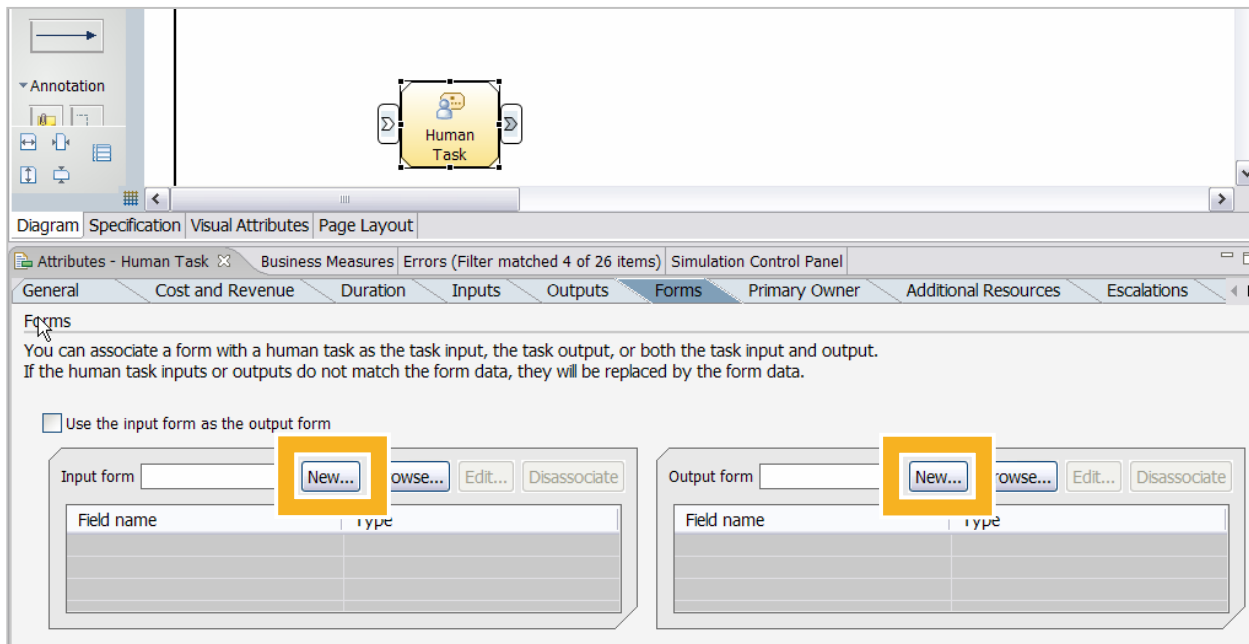 Annotation
Human
Task
Diagram Specification Visual Attributes Page Layout
Attributes - Human Task Business Measures Errors (Filter matched 4 of 26 items) Simulation Control Panel
General Cost and Revenue Duration Inputs Outputs Forms Primary Owner Additional Resources Escalations
Forms
You can associate a form with a human task as the task input, the task output, or both the task input and output.
If the human task inputs or outputs do not match the form data, they will be replaced by the form data.
Use the input form as the output form
Input form New... owse... Edit... Disassociate Output form New... rowse... Edit... Disassociate
Field name Type Field name Type